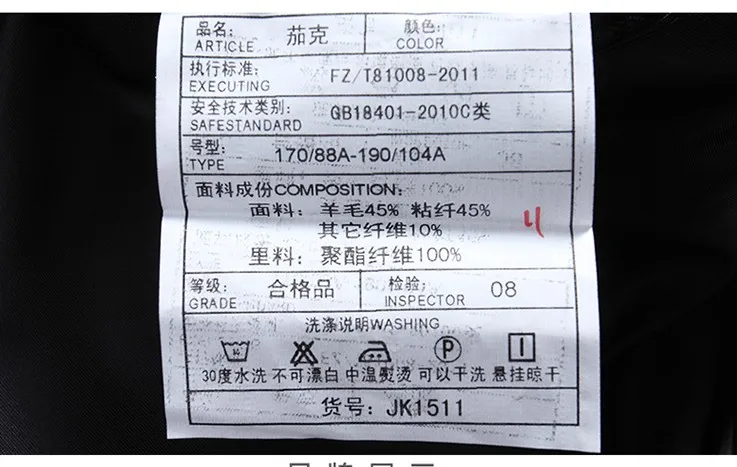 品名: 茄克 颜色:
ARTICLE COLOR
执行标准: FZ/T81008-2011
EXECUTING
安全技术类别: GB18401-2010C类
SAFESTANDARD
号型: 170/88A-190/104A
TYPE
面料成份COMPOSITION:
面料: 羊毛45% 粘纤45%
其它纤维10%
里料: 聚酯纤维100%
等级: 合格品 检验: 08
GRADE INSPECTOR
洗涤说明WASHING
P
30度水洗 不可漂白 中温熨烫 可以干洗 悬挂晾干
货号: JK1511